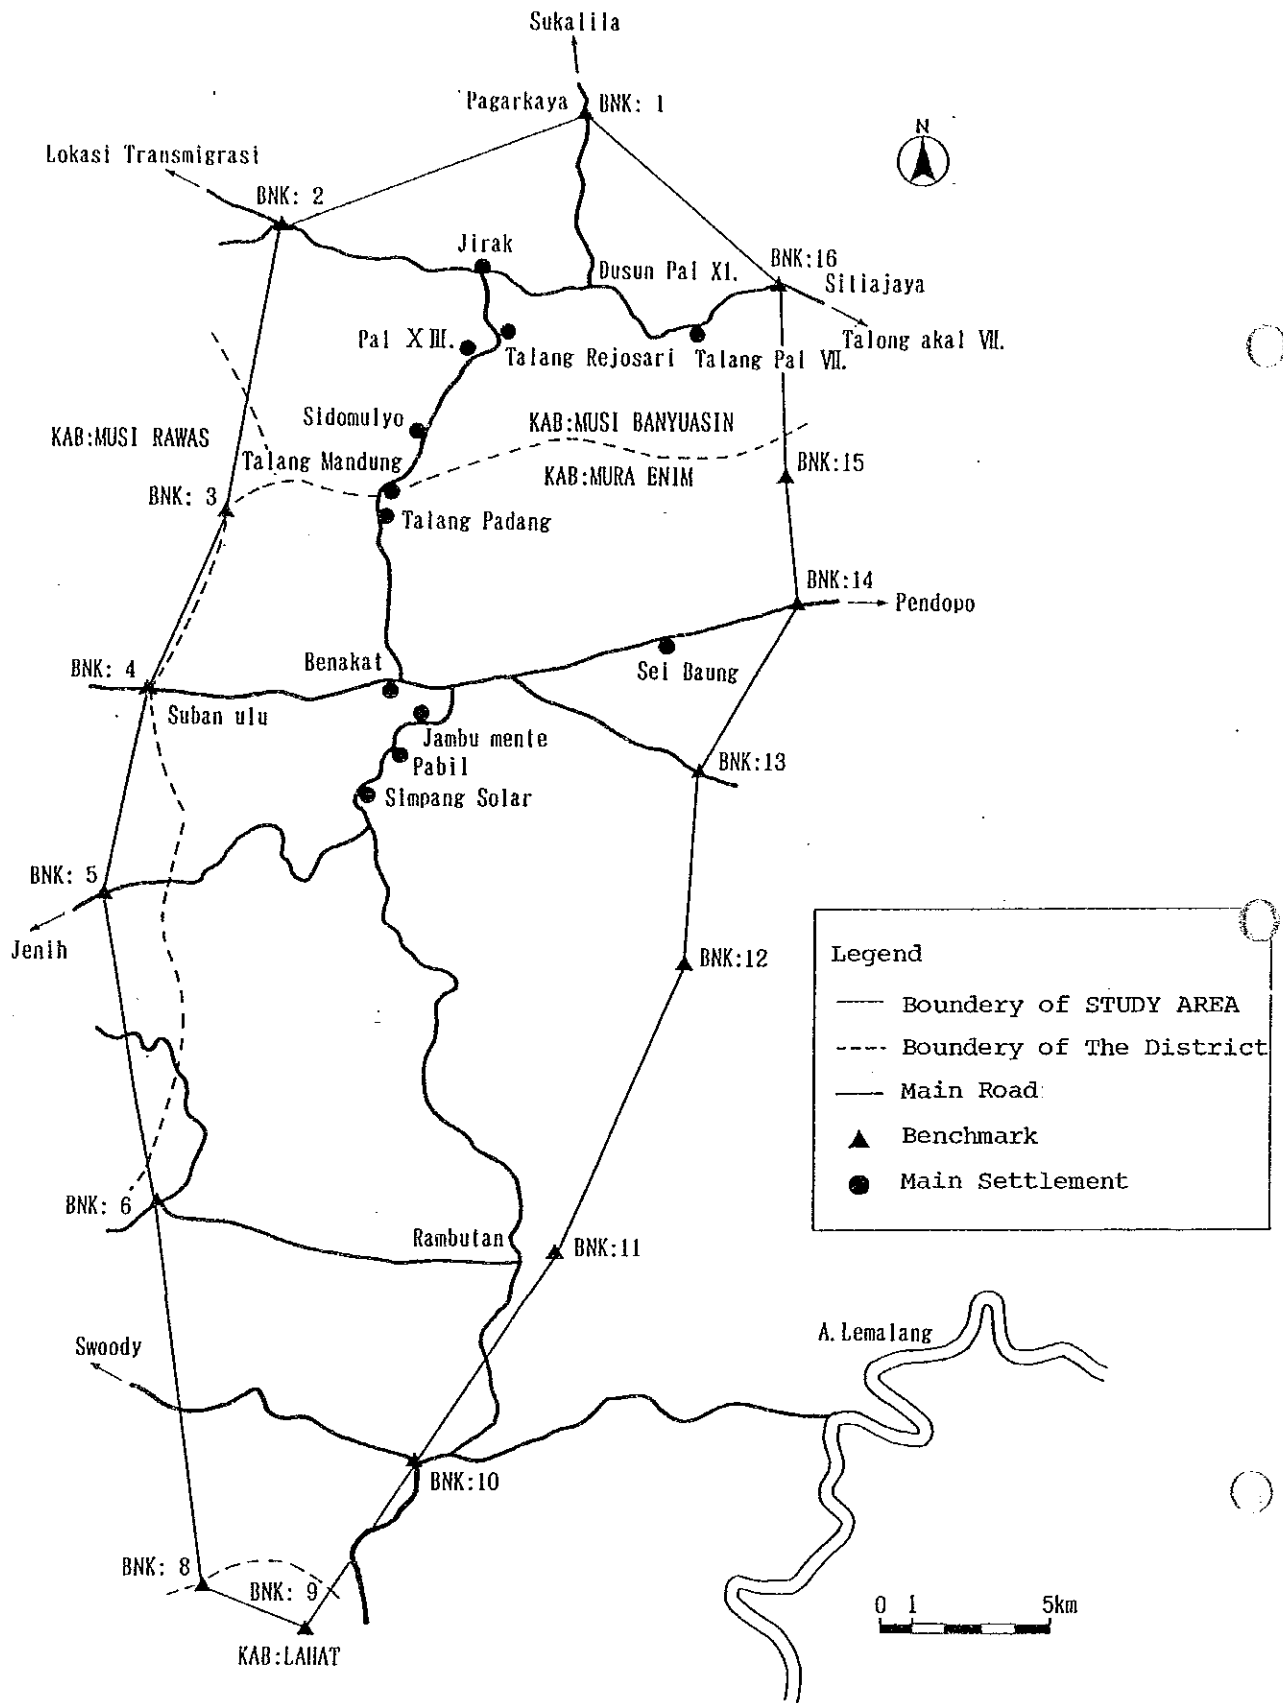 Sukalila
Pagarkaya
BNK: 1
N
Lokasi Transmigrasi
BNK: 2
Jirak
Dusun Pal XI.
BNK:16
Sitiajaya
Pal XIII.
Talang Rejosari
Talang Pal VII.
Talong akal VII.
Sidomulyo
KAB:MUSI RAWAS
KAB:MUSI BANYUASIN
Talang Mandung
BNK:15
KAB:MURA ENIM
BNK: 3
Talang Padang
BNK:14
Pendopo
BNK: 4
Benakat
Sei Daung
Suban ulu
Jambu mente
Pabil
BNK:13
Simpang Solar
BNK: 5
Jenih
BNK:12
Legend
Boundery of STUDY AREA
Boundery of The District
Main Road
Benchmark
Main Settlement
BNK: 6
Rambutan
BNK:11
Swoody
A.Lemalang
BNK:10
BNK: 8
BNK: 9
KAB:LAHAT
0 1 5km